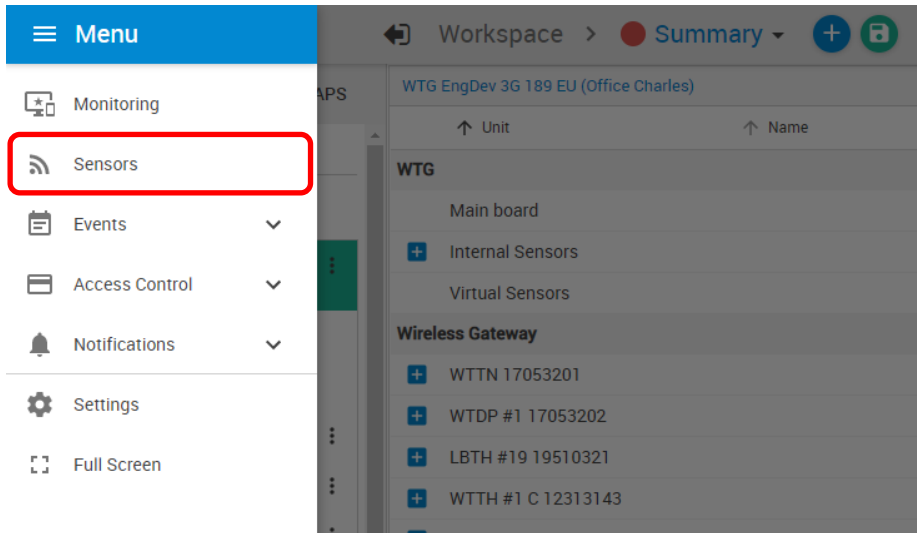 Menu
Monitoring
Sensors
Events
Access Control
Notifications
Settings
Full Screen
APS
Workspace > Summary
WTG EngDev 3G 189 EU (Office Charles)
Unit Name
WTG
Main board
Internal Sensors
Virtual Sensors
Wireless Gateway
WTTN 17053201
WTDP #1 17053202
LBTH #19 19510321
WTTH #1 C 12313143